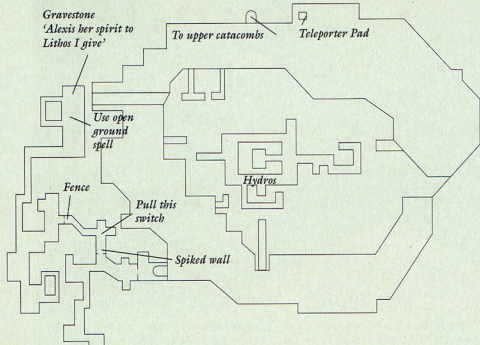 Gravestone
‘Alexis her spirit to
Lithos I give’
To upper catacombs
Teleporter Pad
Use open
ground
spell
Hydros
Fence
Pull this
switch
Spiked wall